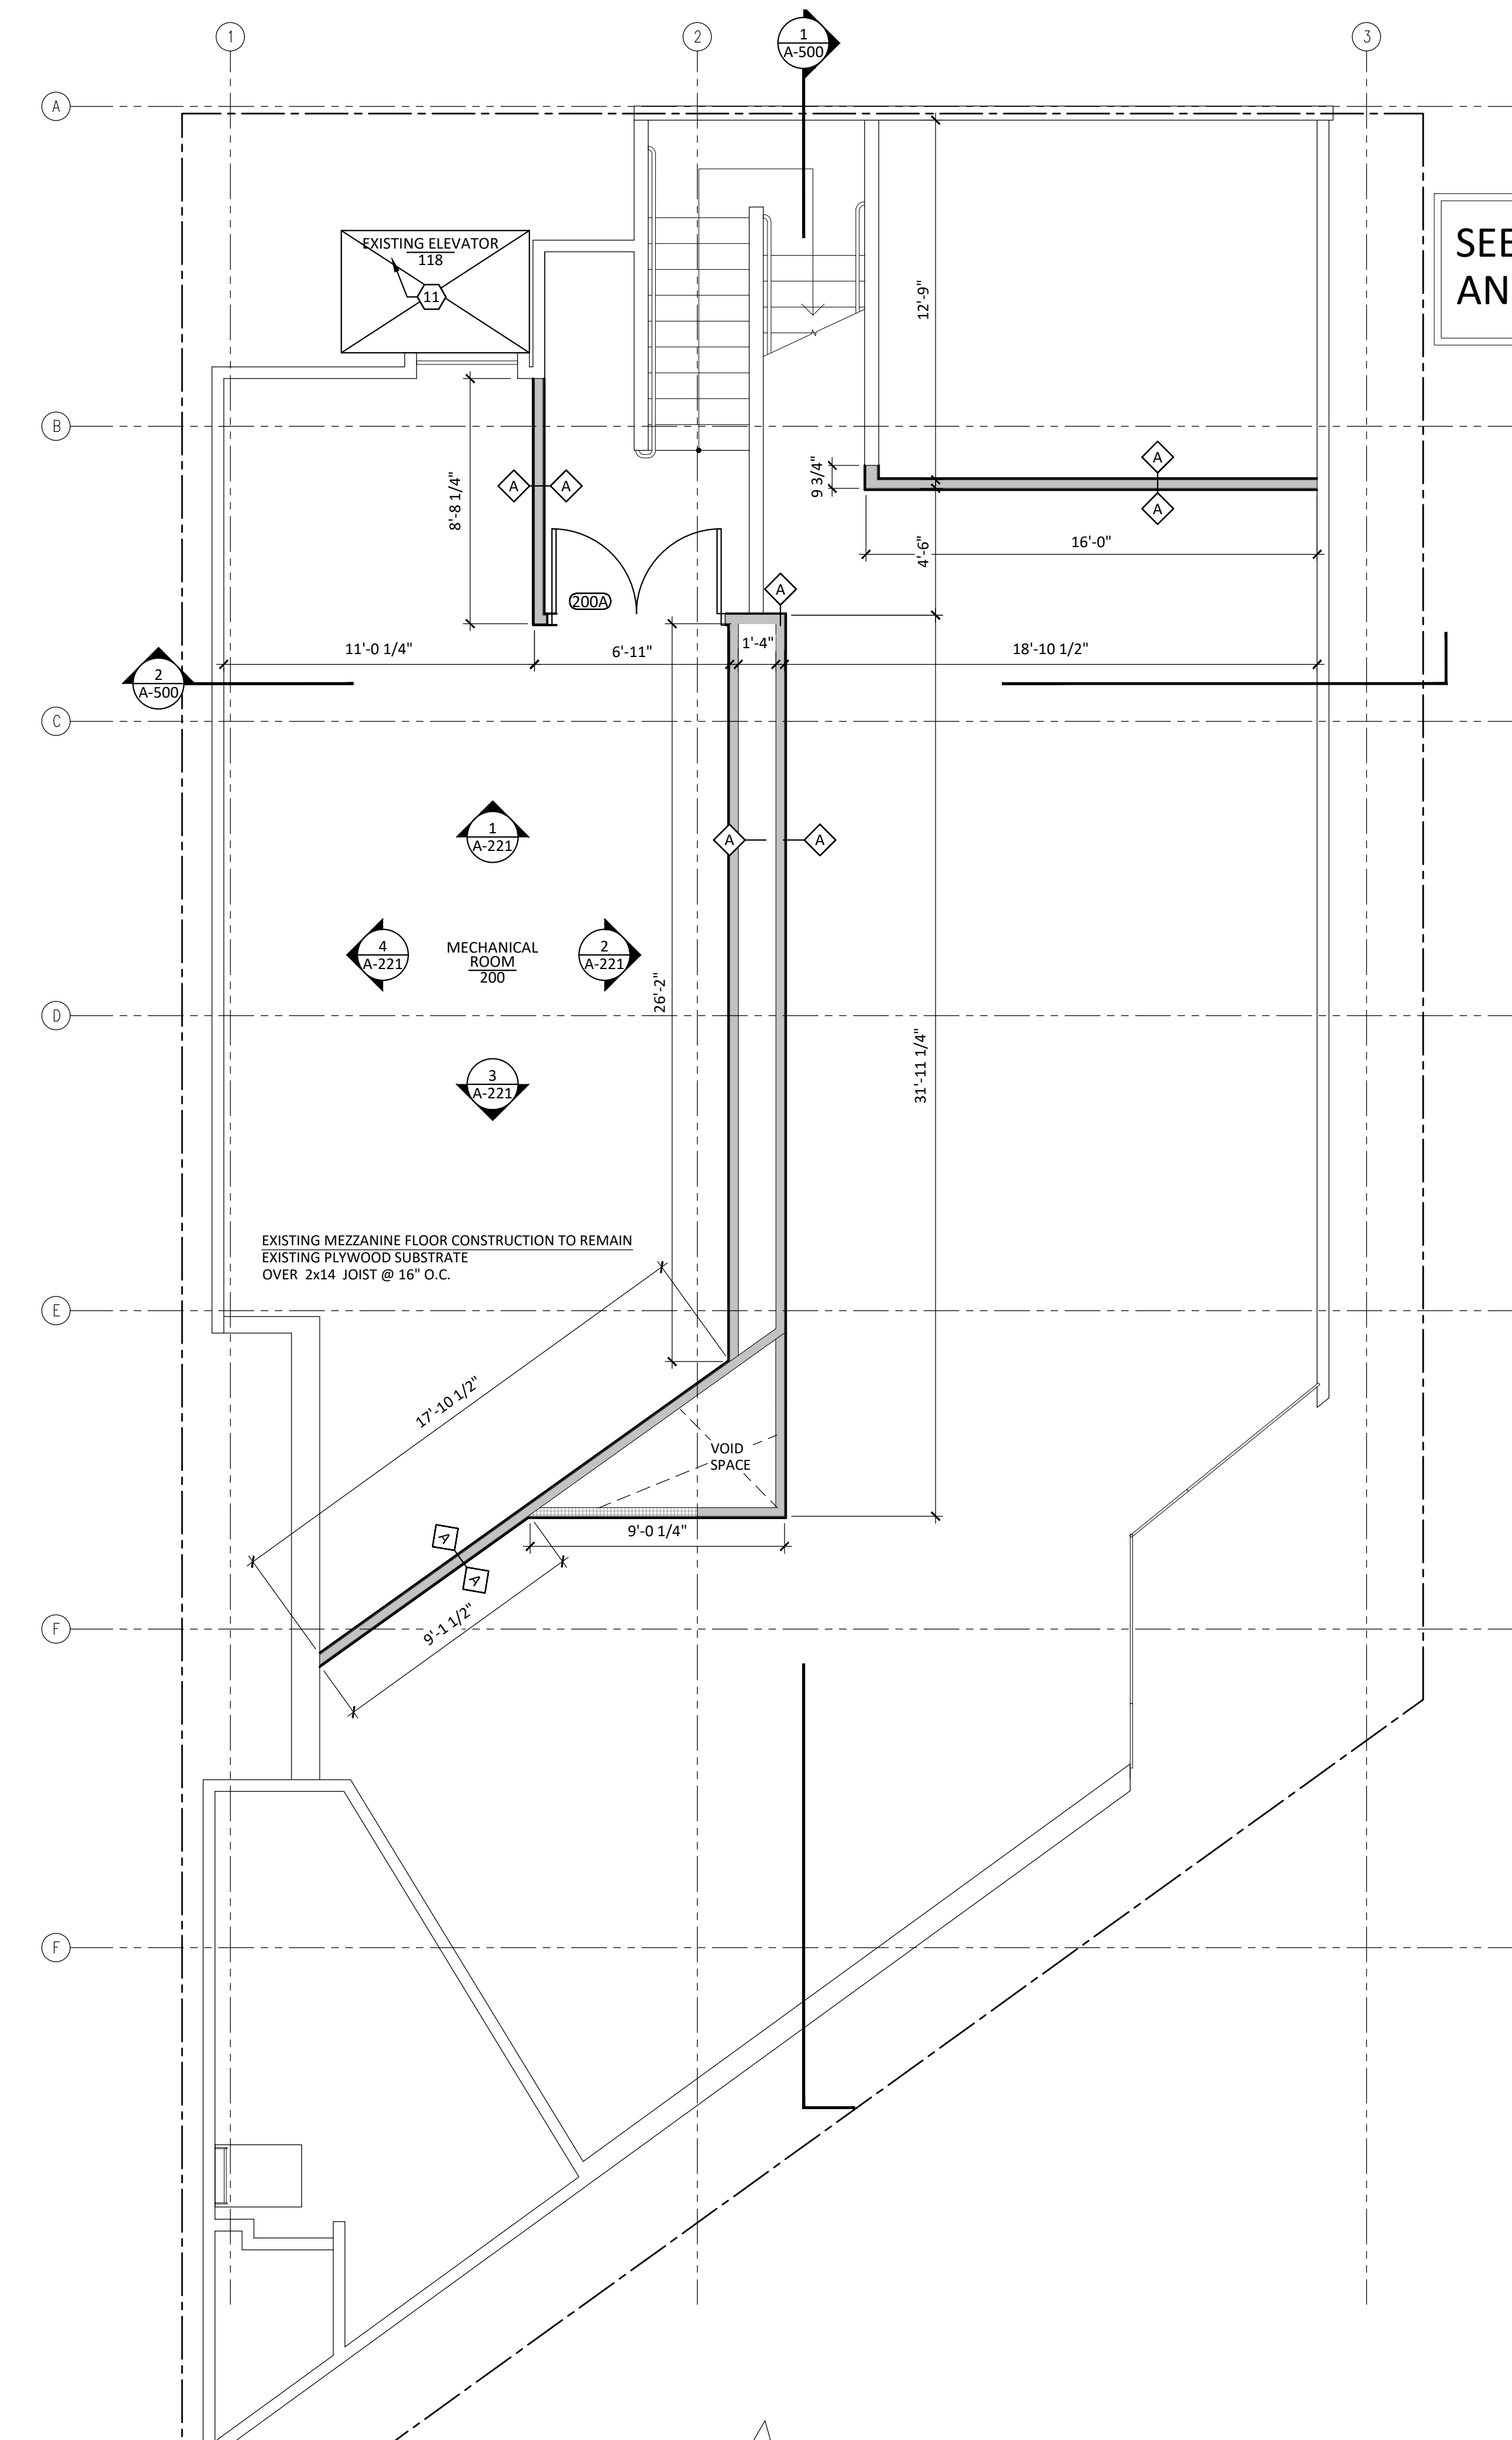 1
2
3
1
A-500
A
SEE
AN
EXISTING ELEVATOR
118
11
12'-9"
B
A
A
A
A
9 3/4"
8'-8 1/4"
16'-0"
4'-6"
A
200A
11'-0 1/4"
6'-11"
1'-4"
18'-10 1/2"
2
A-500
C
1
A-221
A
A
4
A-221
MECHANICAL
ROOM
200
2
A-221
26'-2"
D
31'-11 1/4"
3
A-221
EXISTING MEZZANINE FLOOR CONSTRUCTION TO REMAIN
EXISTING PLYWOOD SUBSTRATE
OVER 2x14 JOIST @ 16" O.C.
E
17'-10 1/2"
VOID
SPACE
9'-0 1/4"
A
A
9'-1 1/2"
F
F